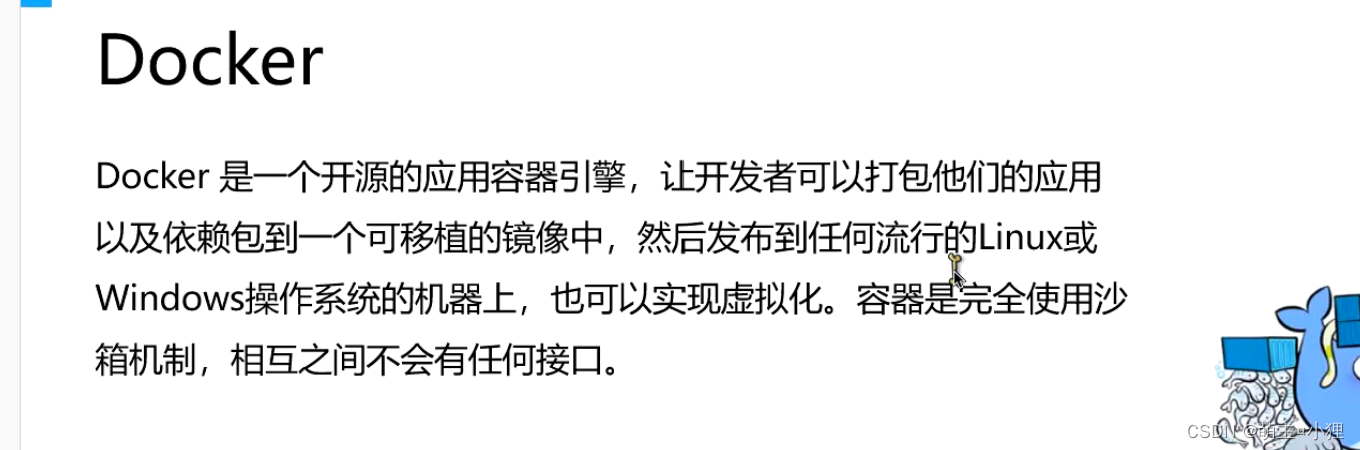 Docker
Docker 是一个开源的应用容器引擎，让开发者可以打包他们的应用
以及依赖包到一个可移植的镜像中，然后发布到任何流行的Linux或
Windows操作系统的机器上，也可以实现虚拟化。容器是完全使用沙
箱机制，相互之间不会有任何接口。
CSDN @萌王a小狸